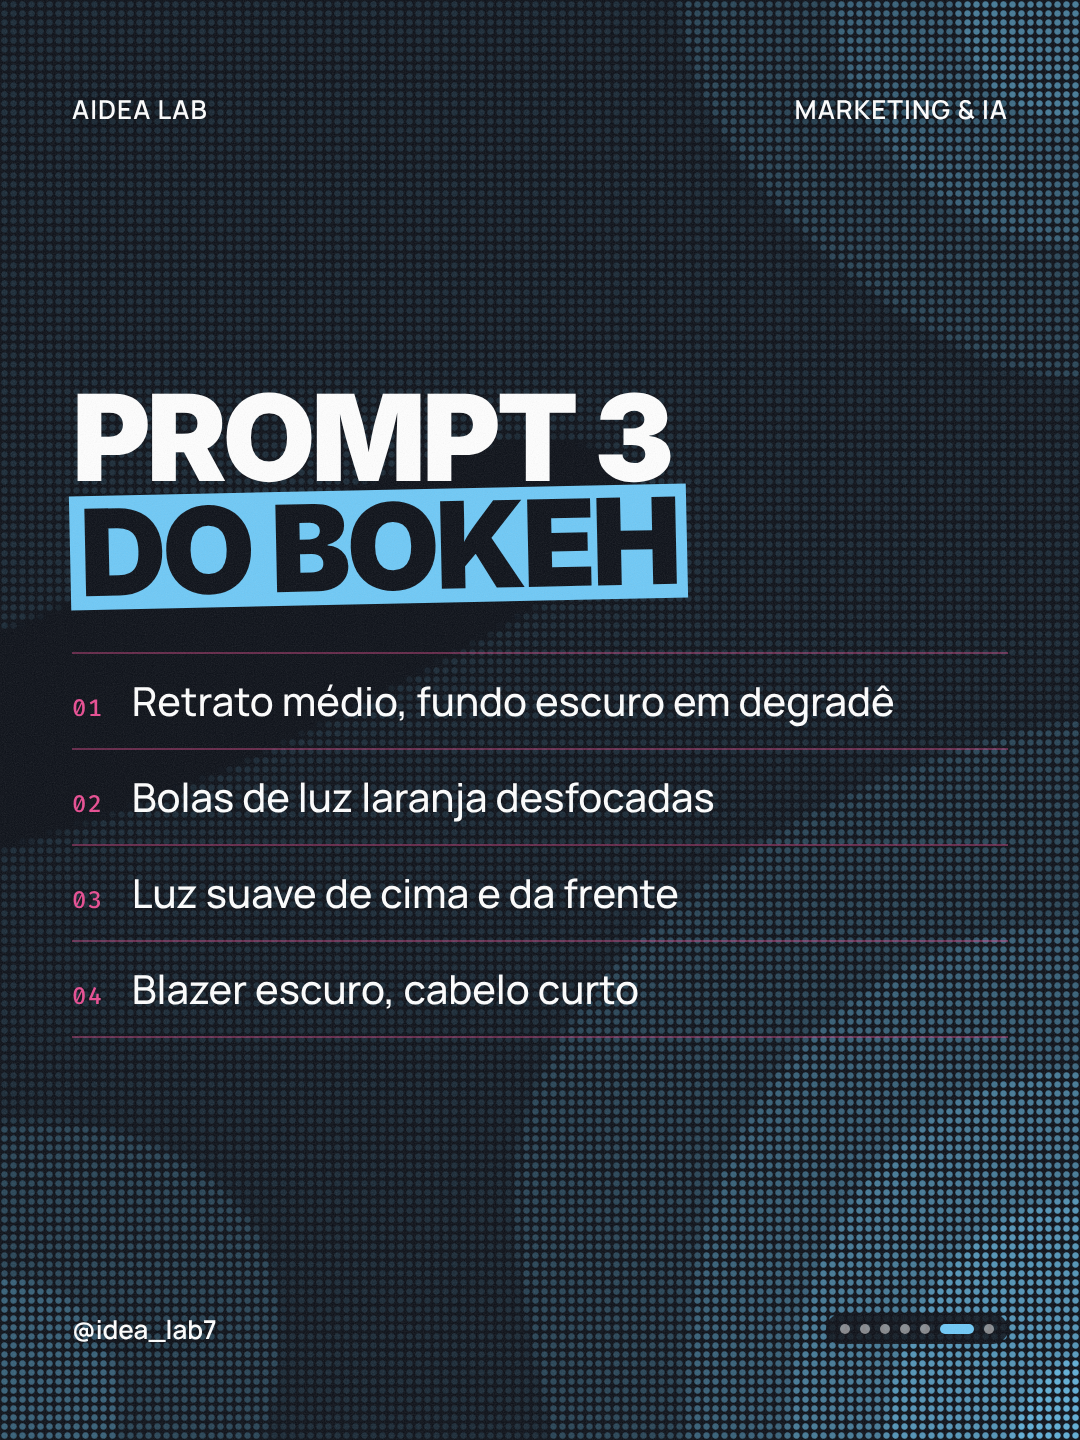 AIDEA LAB
MARKETING & IA
PROMPT 3
DO BOKEH
01 Retrato médio, fundo escuro em degradê
02 Bolas de luz laranja desfocadas
03 Luz suave de cima e da frente
04 Blazer escuro, cabelo curto
@idea_lab7